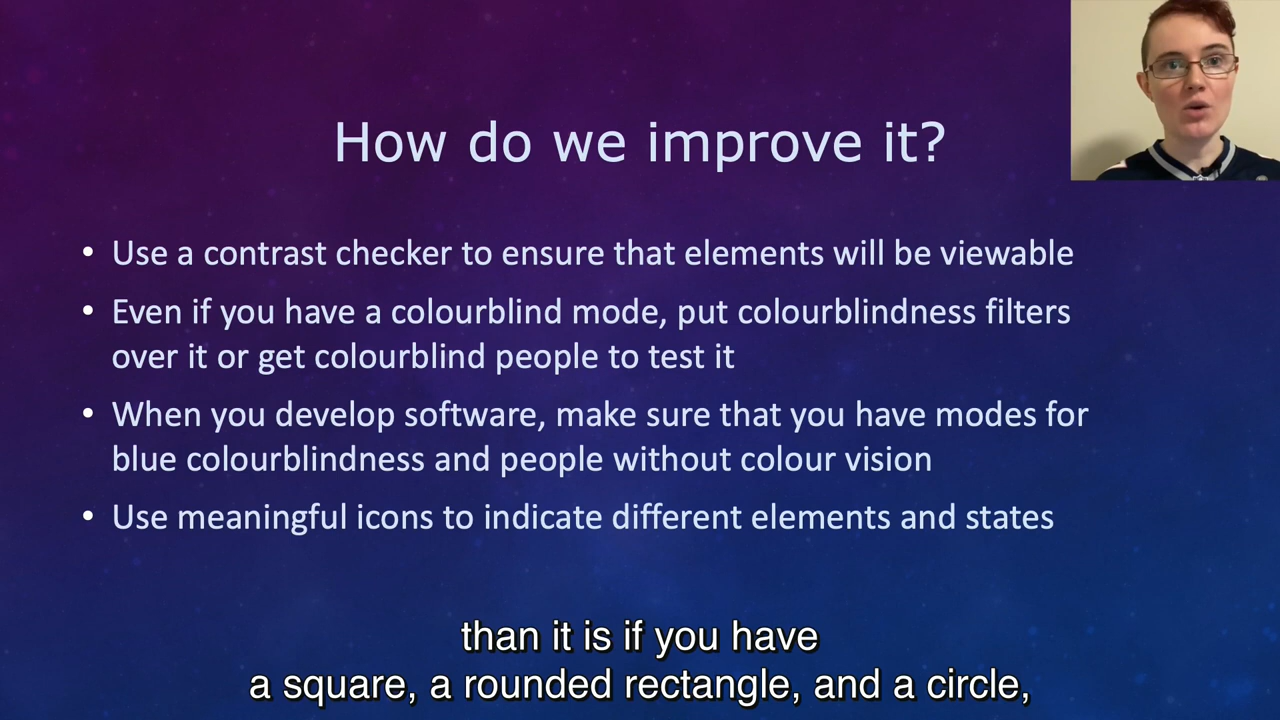 How do we improve it?
• Use a contrast checker to ensure that elements will be viewable
• Even if you have a colourblind mode, put colourblindness filters
over it or get colourblind people to test it
• When you develop software, make sure that you have modes for
blue colourblindness and people without colour vision
• Use meaningful icons to indicate different elements and states
than it is if you have
a square, a rounded rectangle, and a circle,